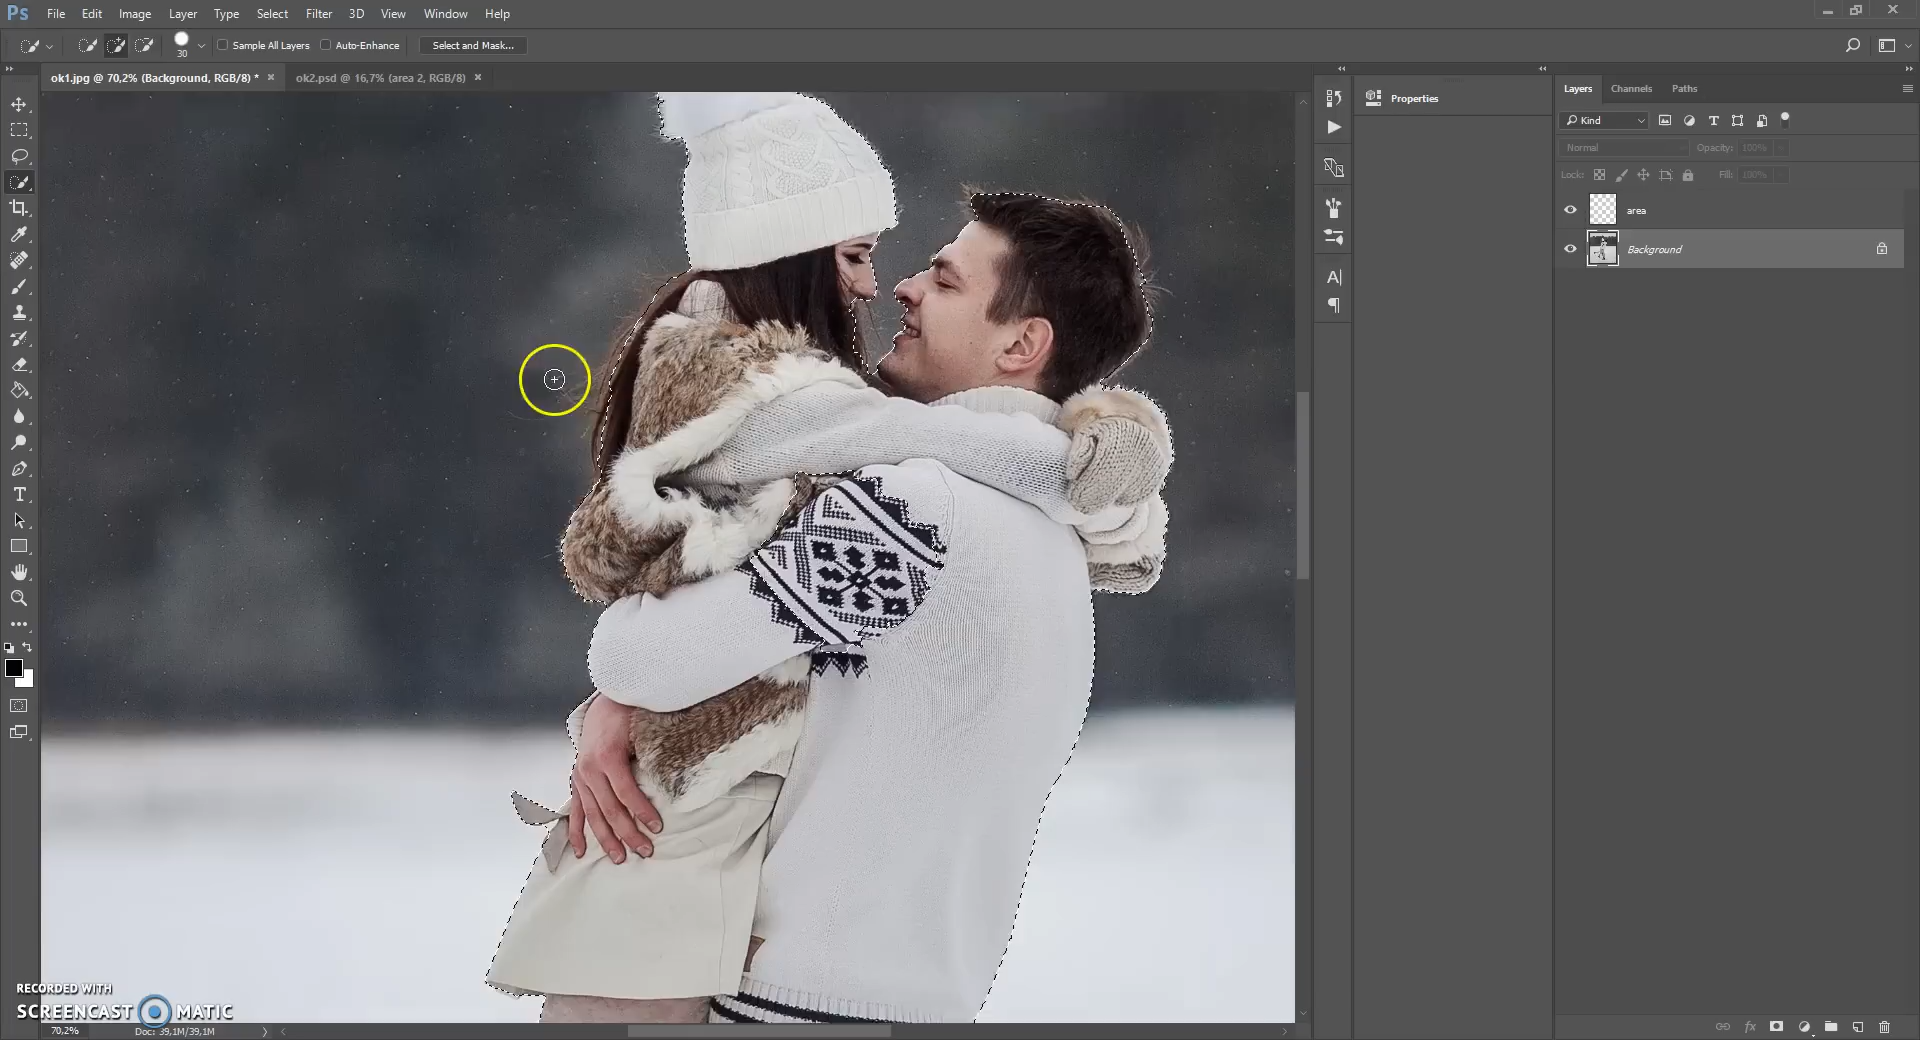 Ps File Edit Image Layer Type Select Filter 3D View Window Help
30 Sample All Layers Auto-Enhance Select and Mask...
ok1.jpg @ 70,2% (Background, RGB/8) * × ok2.psd @ 16,7% (area 2, RGB/8) ×
Properties
Layers Channels Paths
Kind
Normal Opacity: 100%
Lock: Fill: 100%
area
Background
RECORDED WITH
SCREENCAST MATIC
70,2% Doc: 39,1M/39,1M